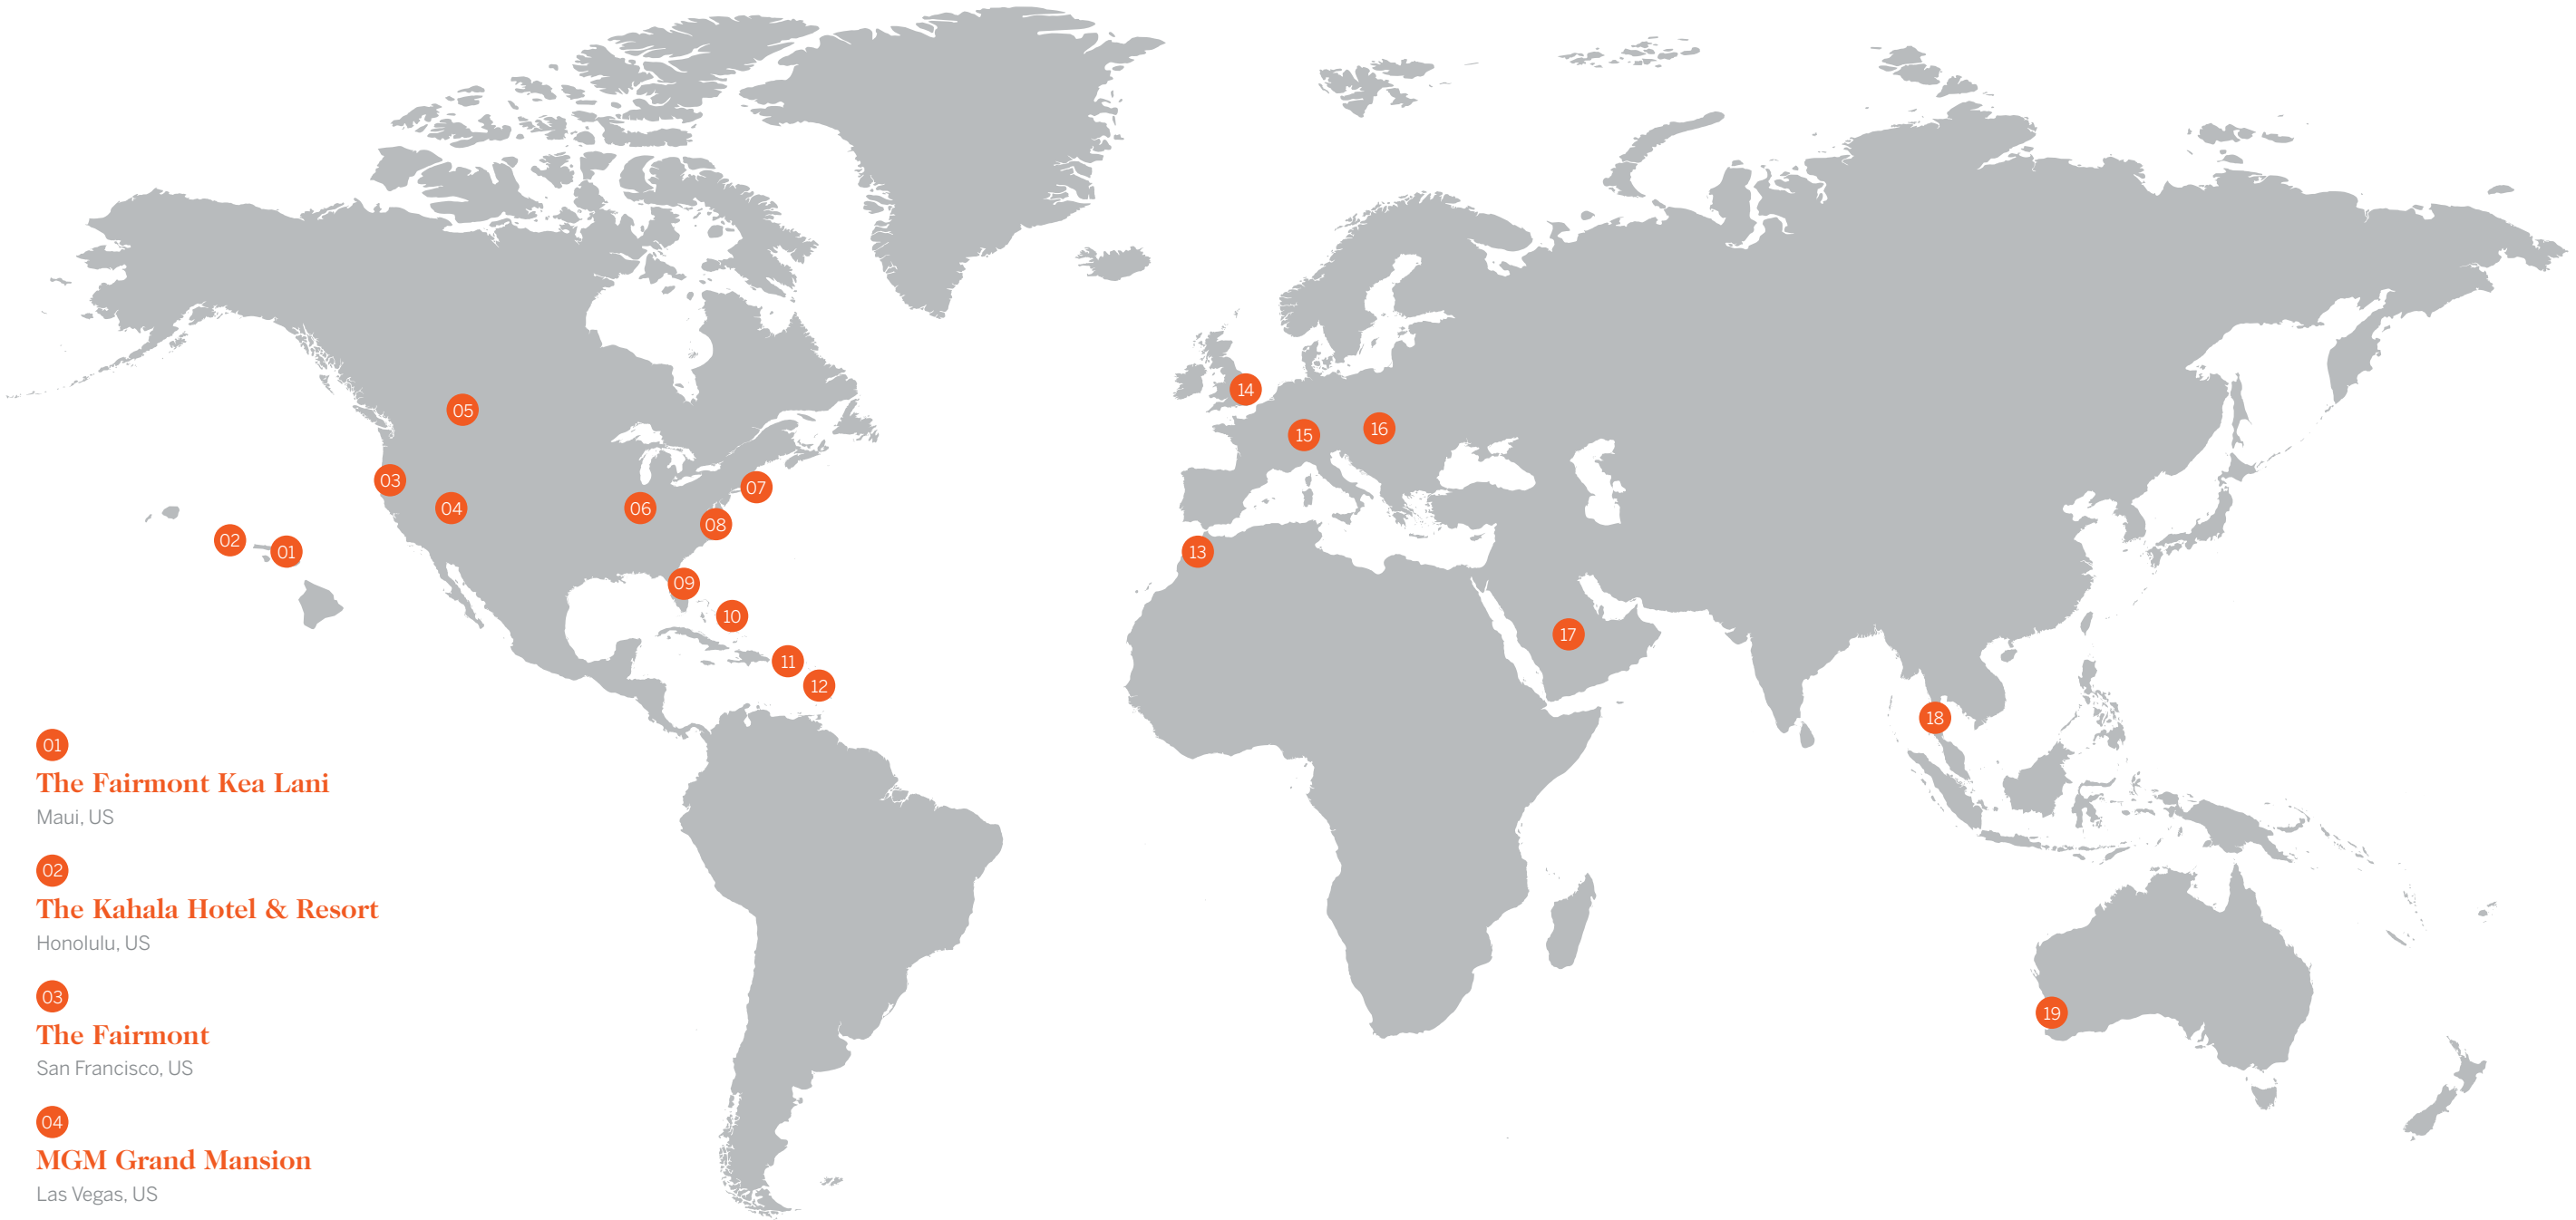 14
05
16
15
03
07
04
06
08
02
01
13
09
10
17
11
12
18
19
01
The Fairmont Kea Lani
Maui, US
02
The Kahala Hotel & Resort
Honolulu, US
03
The Fairmont
San Francisco, US
04
MGM Grand Mansion
Las Vegas, US